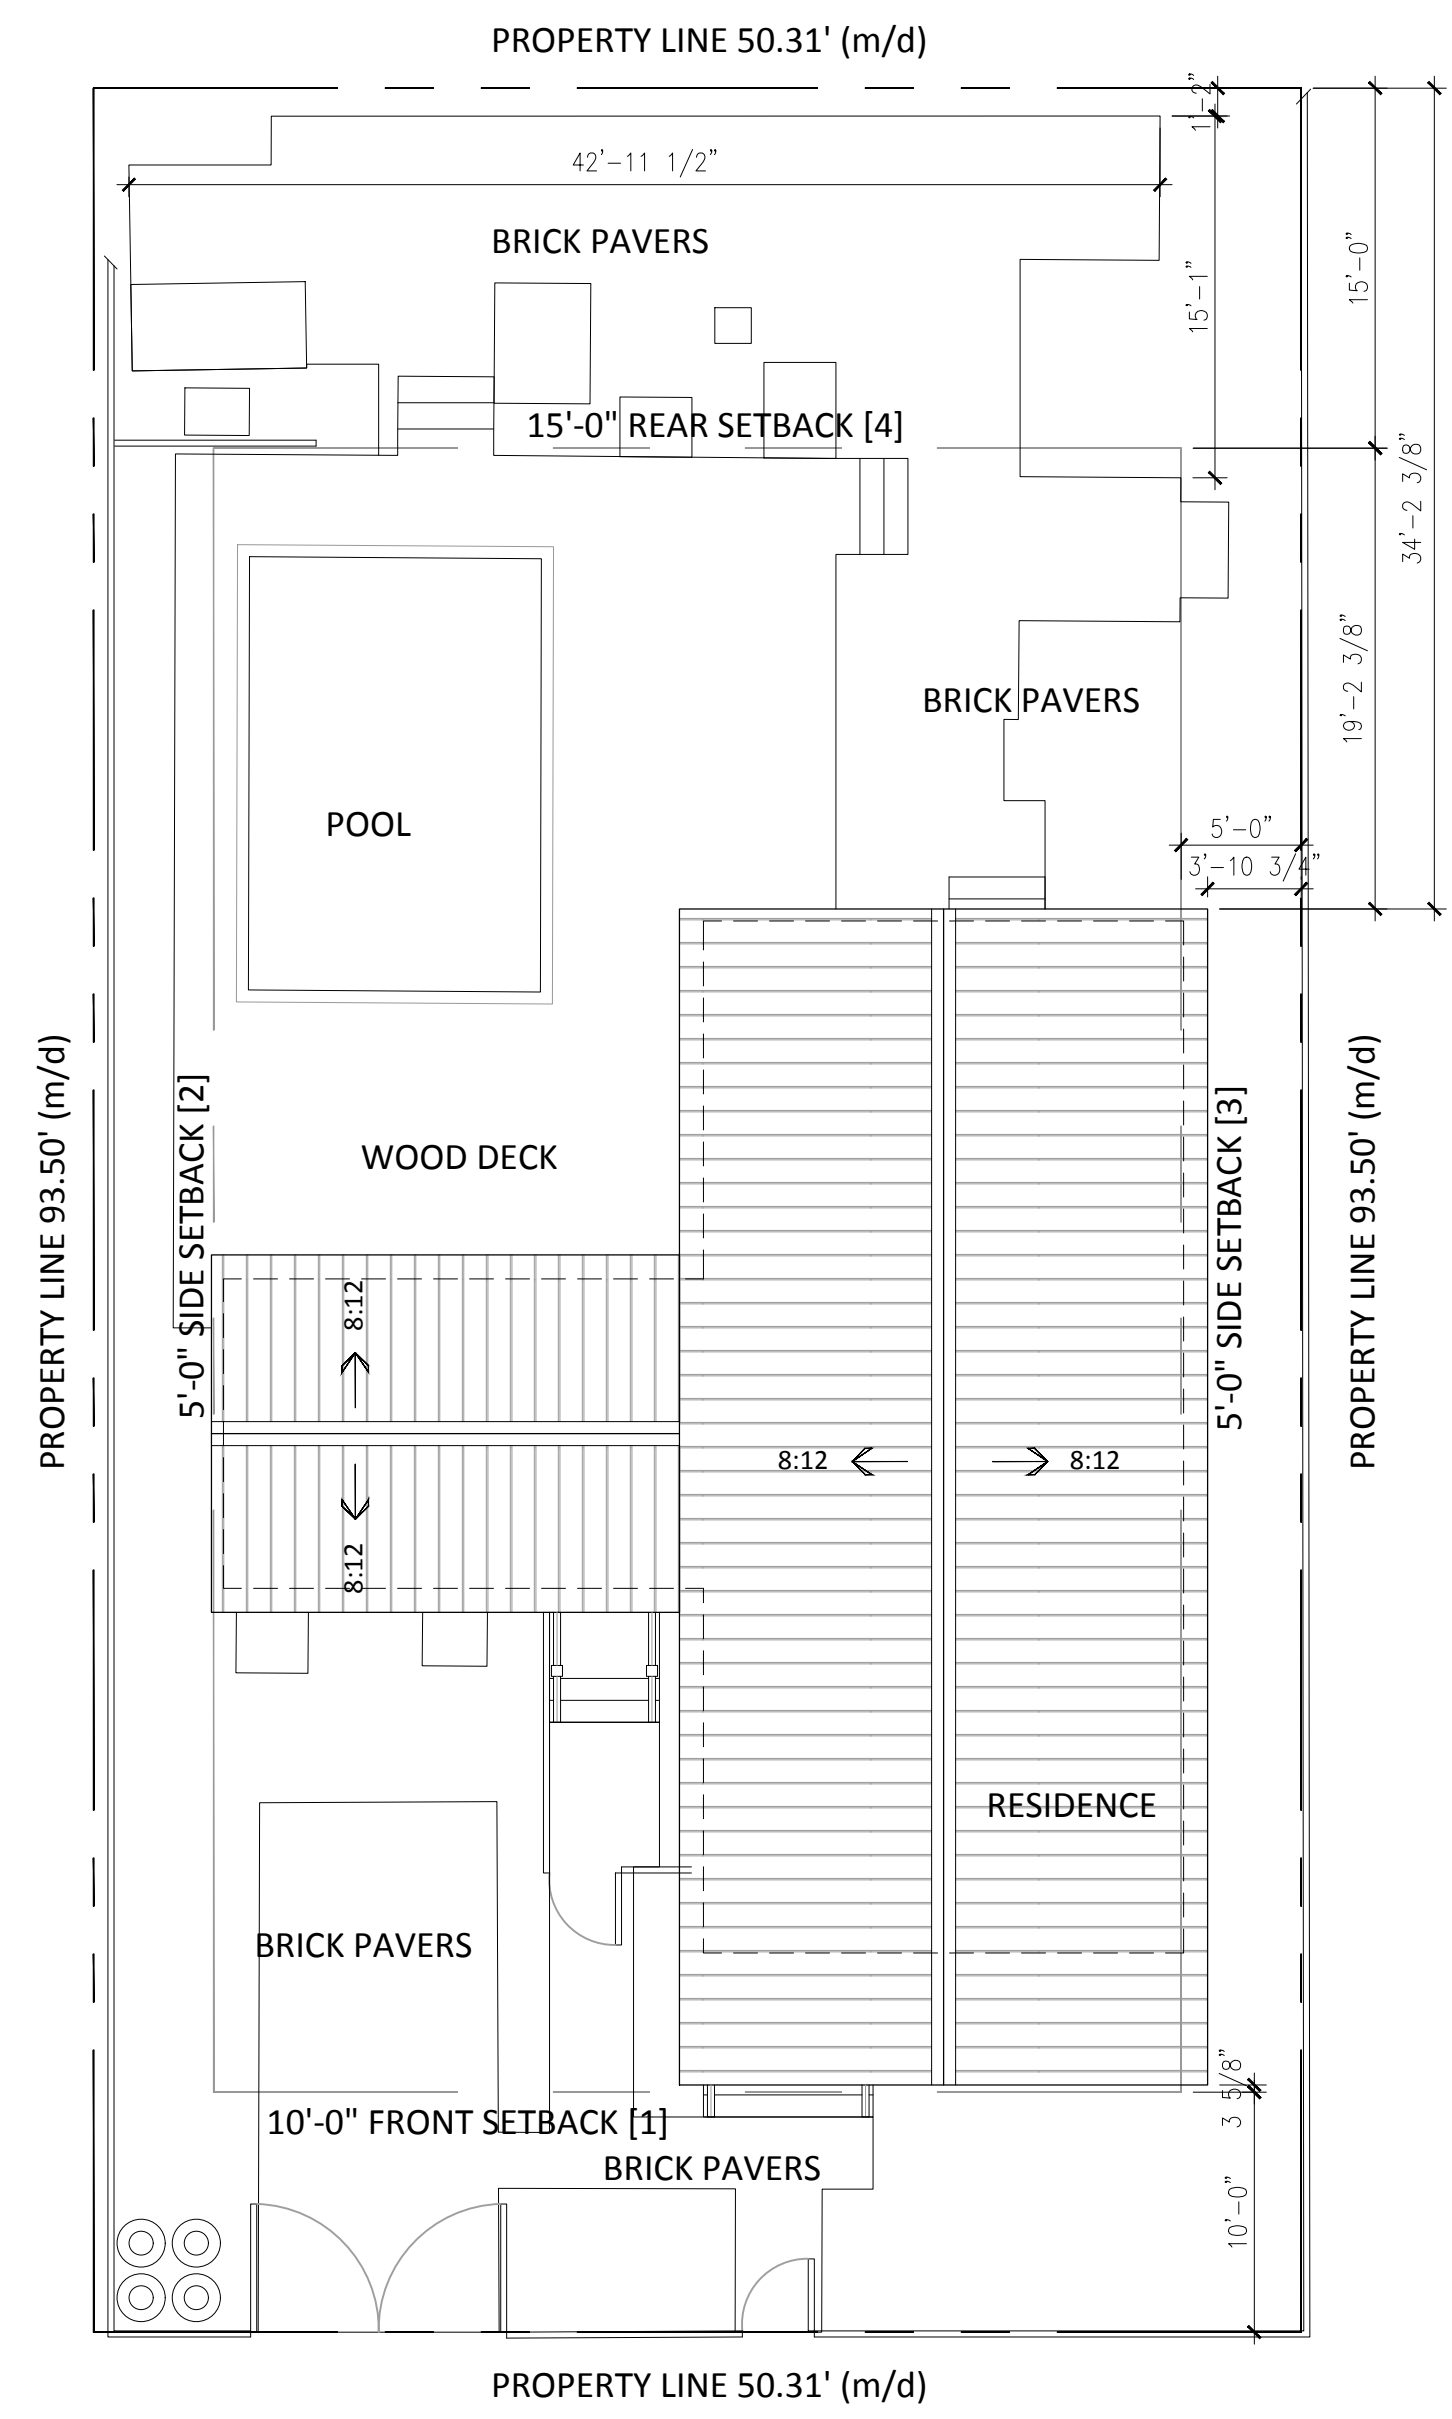 PROPERTY LINE 50.31' (m/d)
1'-2"
42'-11 1/2"
BRICK PAVERS
15'-1"
15'-0"
15'-0" REAR SETBACK [4]
34'-2 3/8"
19'-2 3/8"
BRICK PAVERS
POOL
5'-0"
3'-10 3/4"
PROPERTY LINE 93.50' (m/d)
5'-0" SIDE SETBACK [2]
WOOD DECK
5'-0" SIDE SETBACK [3]
PROPERTY LINE 93.50' (m/d)
8:12
8:12
8:12
8:12
RESIDENCE
BRICK PAVERS
3 5/8"
10'-0" FRONT SETBACK [1]
BRICK PAVERS
10'-0"
PROPERTY LINE 50.31' (m/d)